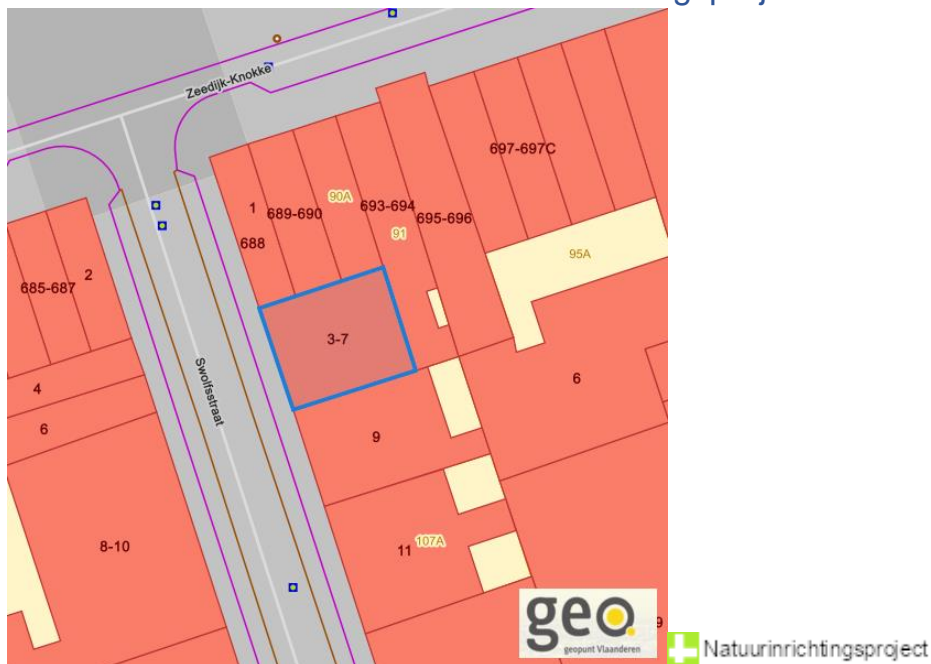 Zeedijk-Knokke
697-697C
90A
1
689-690
693-694
695-696
91
688
95A
2
685-687
3-7
Swolfsstraat
4
6
6
9
8-10
11
107A
9
geo.
geopunt Vlaanderen
Natuurinrichtingsproject